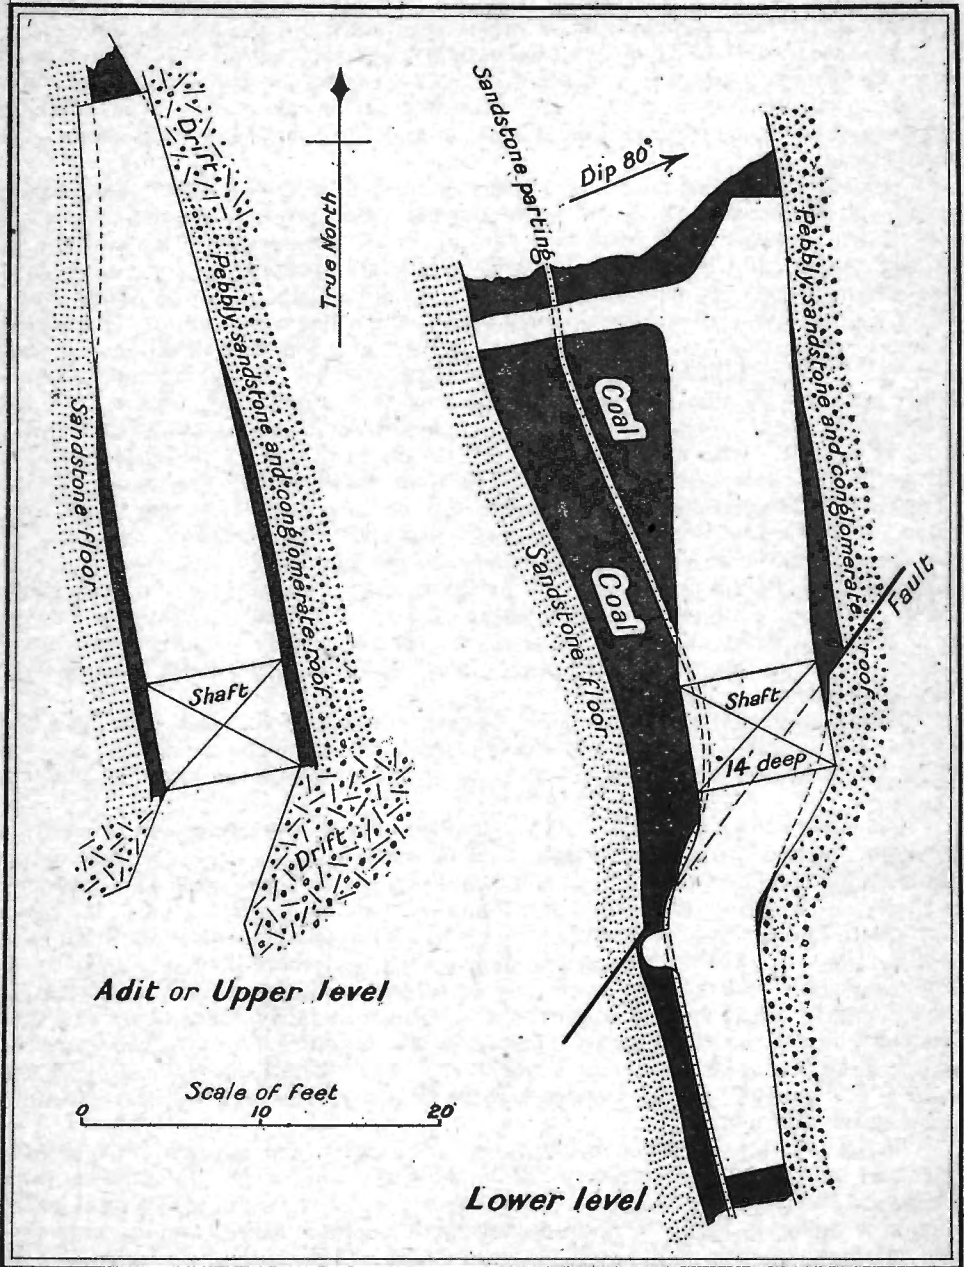 Drift
Pebbly sandstone and conglomerate roof
Sandstone floor
Shaft
Drift
Adit or Upper level
True North
Scale of feet
0 10 20
Sandstone parting
Dip 80°
Pebbly sandstone and conglomerate roof
Coal
Coal
Sandstone floor
Fault
Shaft
14' deep
Lower level